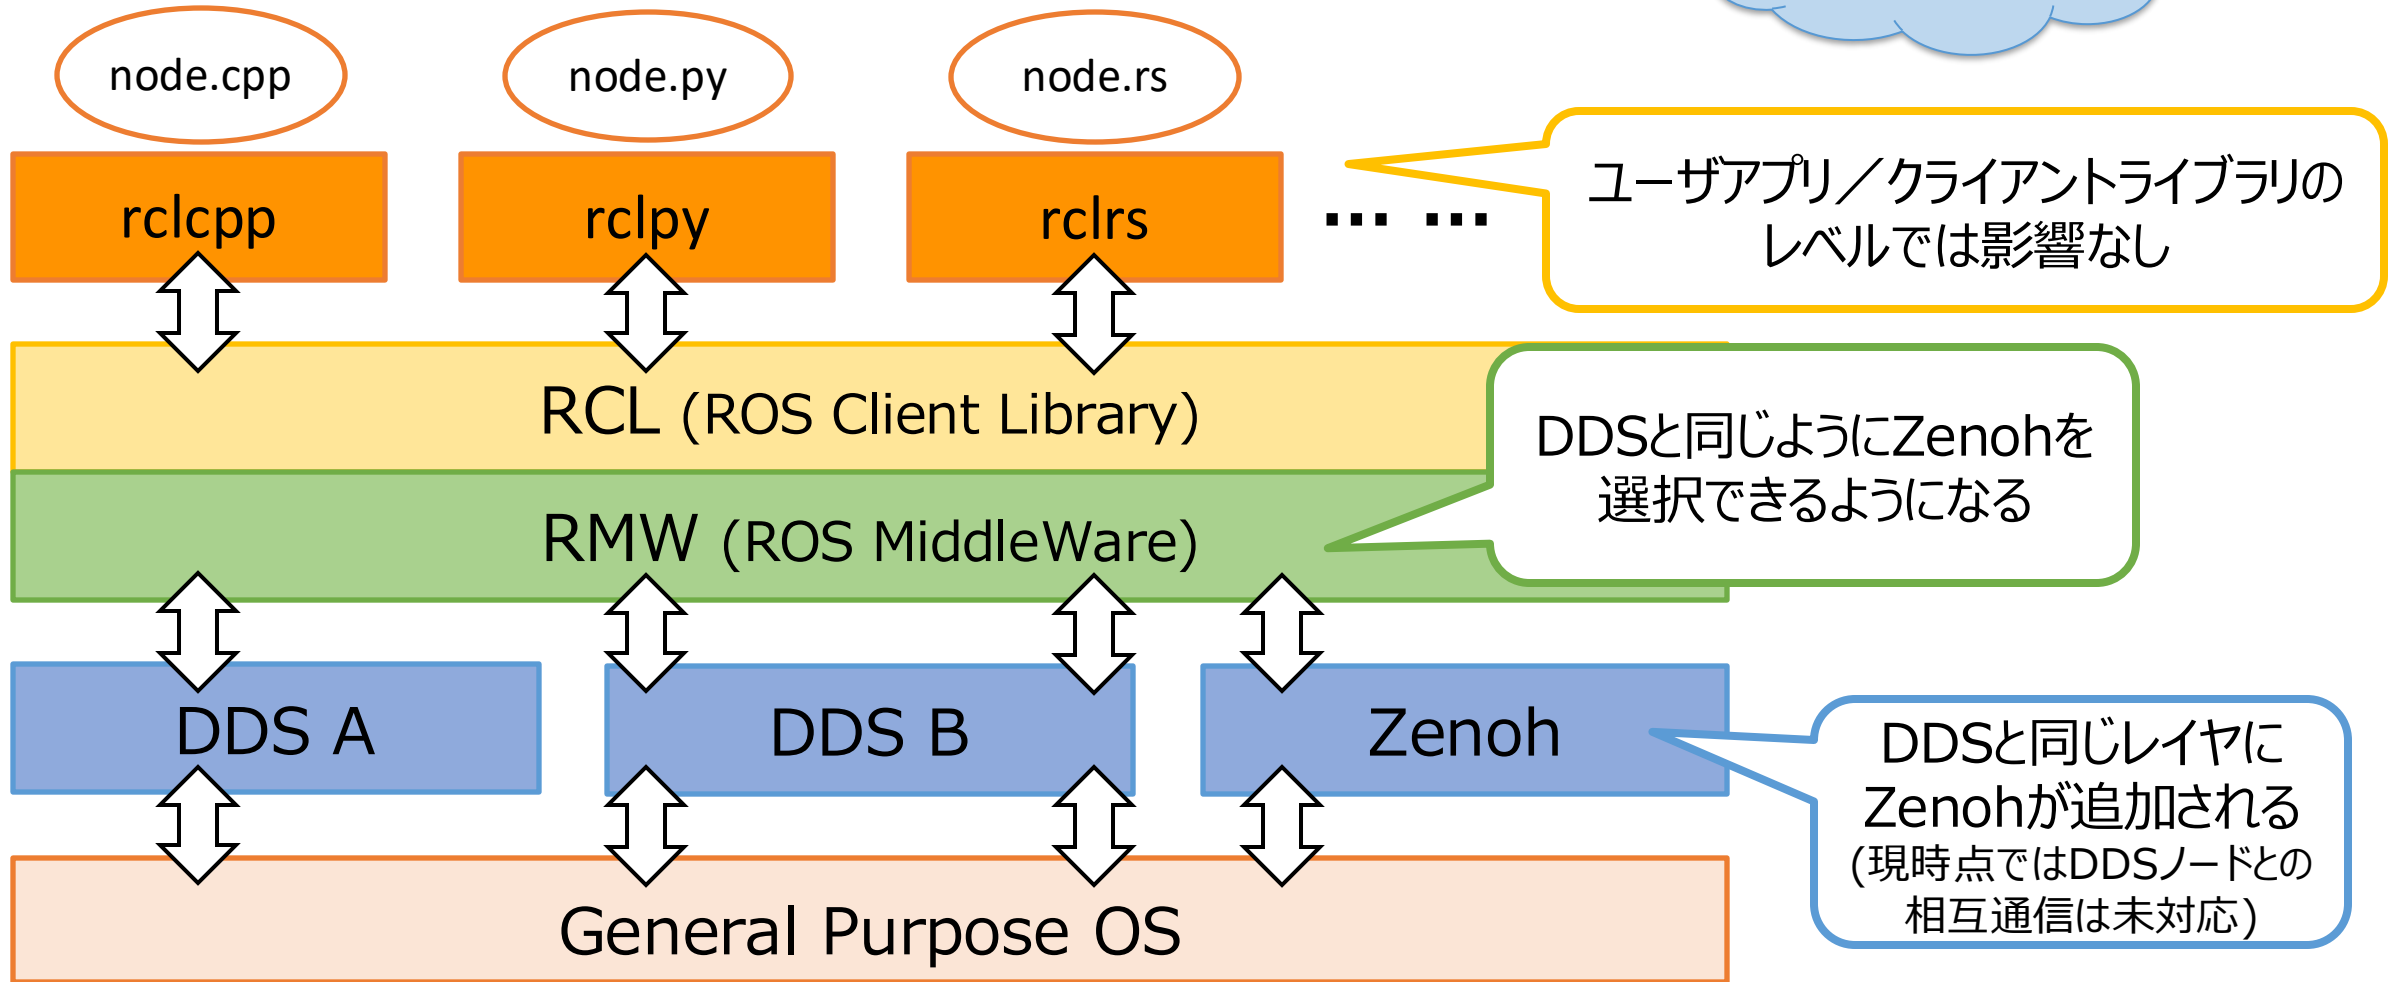 node.cpp
node.py
node.rs
rclcpp
rclpy
rclrs
... ...
ユーザアプリ／クライアントライブラリの
レベルでは影響なし
RCL (ROS Client Library)
DDSと同じようにZenohを
選択できるようになる
RMW (ROS MiddleWare)
DDS A
DDS B
Zenoh
DDSと同じレイヤに
Zenohが追加される
(現時点ではDDSノードとの
相互通信は未対応)
General Purpose OS